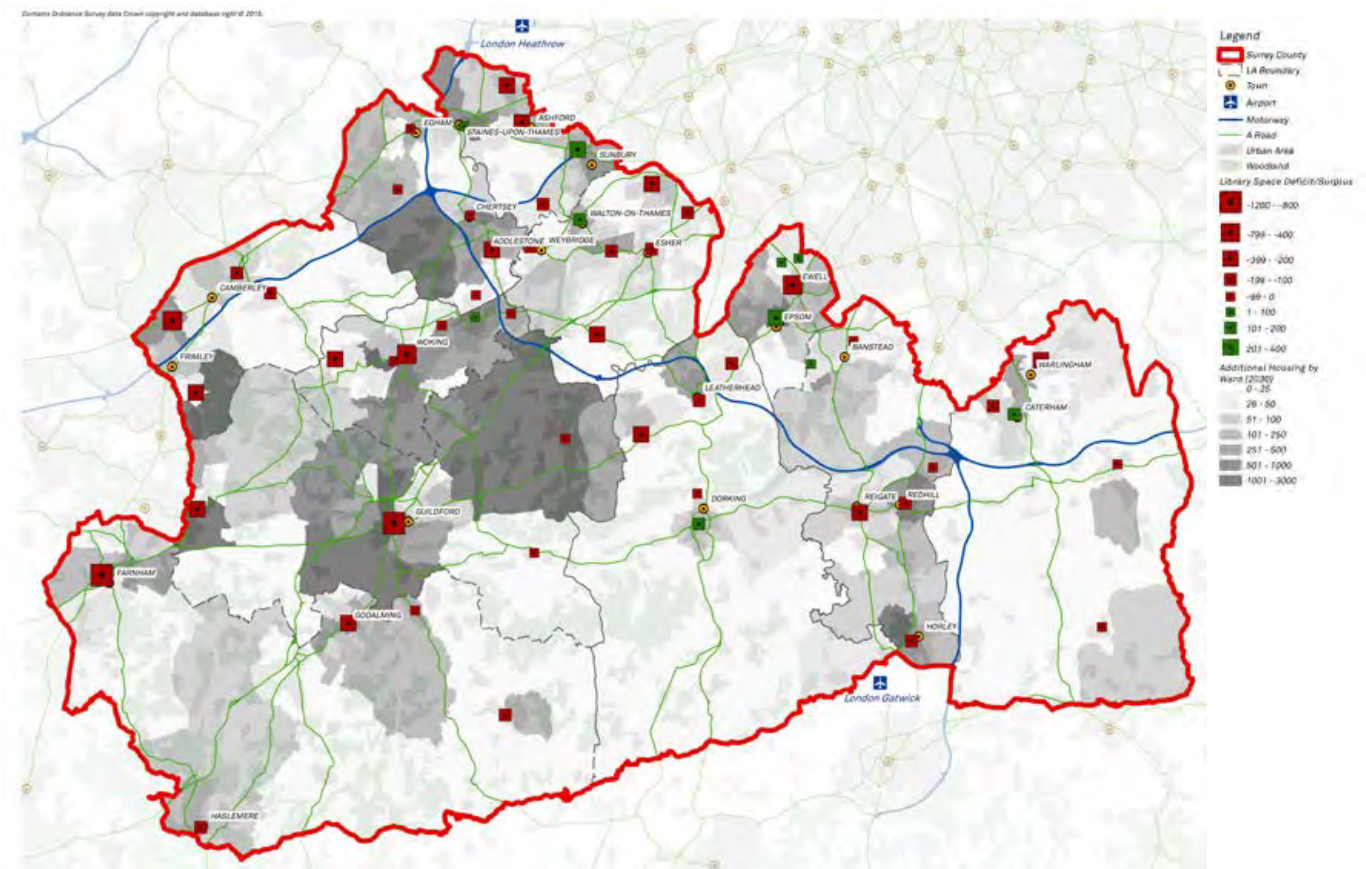 Contains Ordnance Survey data Crown copyright and database right © 2015.
London Heathrow
EGHAM
STAINES-UPON-THAMES
ASHFORD
SUNBURY
CHERTSEY
WALTON-ON-THAMES
ADDLESTONE
WEYBRIDGE
ESHER
CAMBERLEY
EWELL
EPSOM
WOKING
FRIMLEY
BANSTEAD
WARLINGHAM
LEATHERHEAD
CATERHAM
GUILDFORD
DORKING
REIGATE
REDHILL
FARNHAM
GODALMING
HORLEY
London Gatwick
HASLEMERE
Legend
Surrey County
LA Boundary
Town
Airport
Motorway
A Road
Urban Area
Woodland
Library Space Deficit/Surplus
-1200 - -800
-799 - -400
-399 - -200
-199 - -100
-99 - 0
1 - 100
101 - 200
201 - 400
Additional Housing by
Ward (2030)
0 - 25
26 - 50
51 - 100
101 - 250
251 - 500
501 - 1000
1001 - 3000